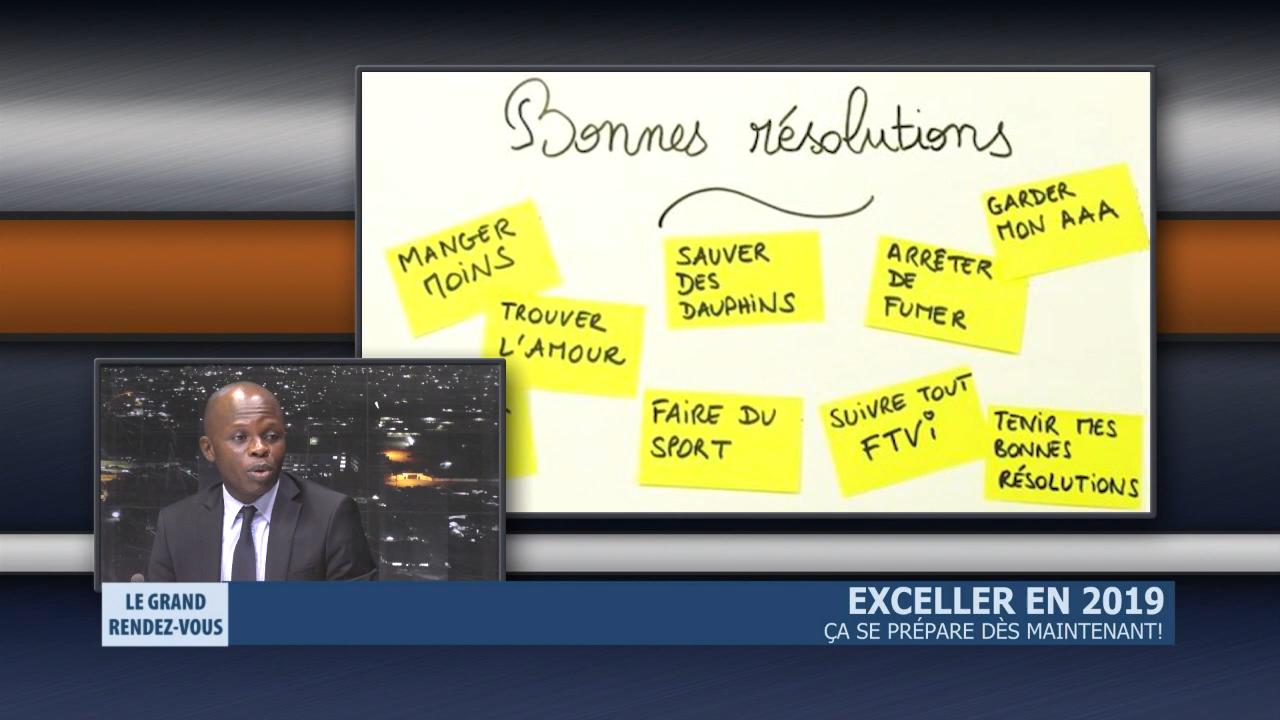 Bonnes résolutions
MANGER
MOINS
TROUVER
L'AMOUR
SAUVER
DES
DAUPHINS
ARRÊTER
DE
FUMER
GARDER
MON AAA
FAIRE DU
SPORT
SUIVRE TOUT
FTVi
TENIR MES
BONNES
RÉSOLUTIONS
LE GRAND
RENDEZ-VOUS
EXCELLER EN 2019
ÇA SE PRÉPARE DÈS MAINTENANT!